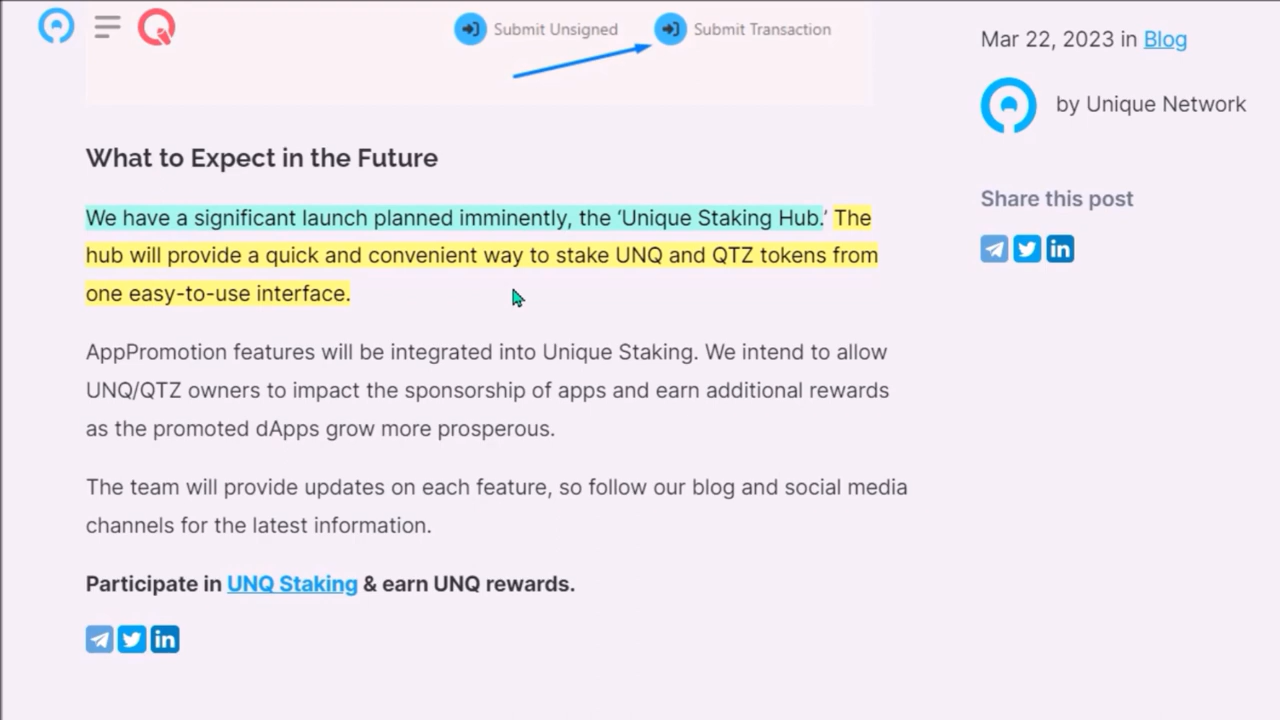 Submit Unsigned
Submit Transaction
Mar 22, 2023 in Blog
by Unique Network
Share this post
What to Expect in the Future
We have a significant launch planned imminently, the ‘Unique Staking Hub.’ The
hub will provide a quick and convenient way to stake UNQ and QTZ tokens from
one easy-to-use interface.
AppPromotion features will be integrated into Unique Staking. We intend to allow
UNQ/QTZ owners to impact the sponsorship of apps and earn additional rewards
as the promoted dApps grow more prosperous.
The team will provide updates on each feature, so follow our blog and social media
channels for the latest information.
Participate in UNQ Staking & earn UNQ rewards.